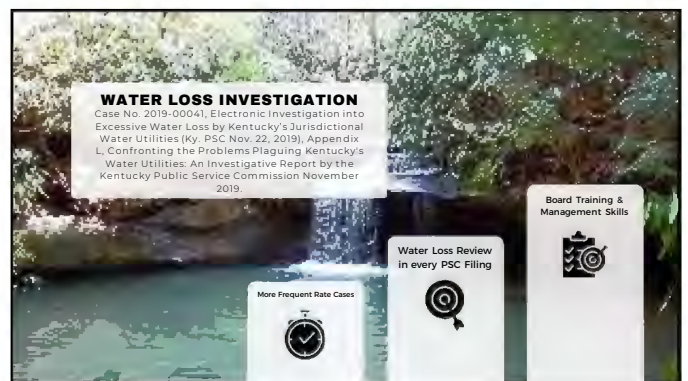 WATER LOSS INVESTIGATION
Case No. 2019-00041, Electronic Investigation into
Excessive Water Loss by Kentucky's Jurisdictional
Water Utilities (Ky. PSC Nov. 22, 2019), Appendix
L, Confronting the Problems Plaguing Kentucky's
Water Utilities: An Investigative Report by the
Kentucky Public Service Commission November
2019.
More Frequent Rate Cases
Water Loss Review
in every PSC Filing
Board Training &
Management Skills